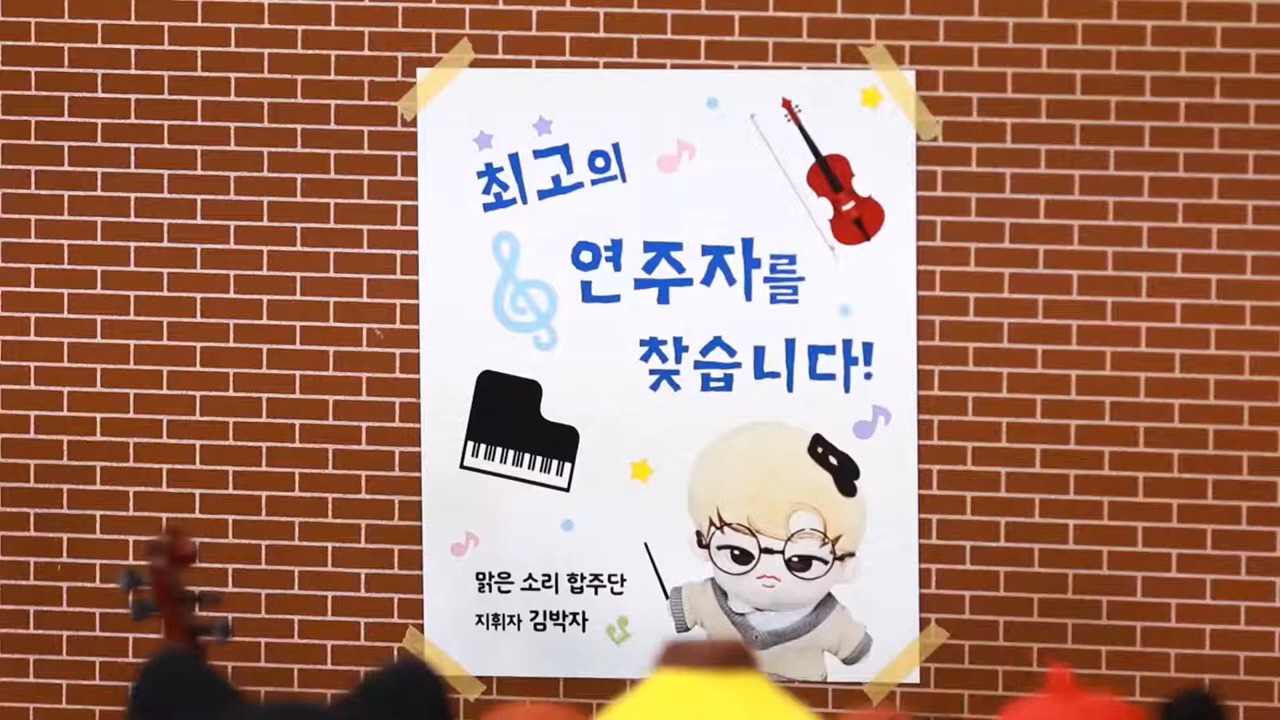 최고의
연주자를
찾습니다!
맑은 소리 합주단
지휘자 김박자